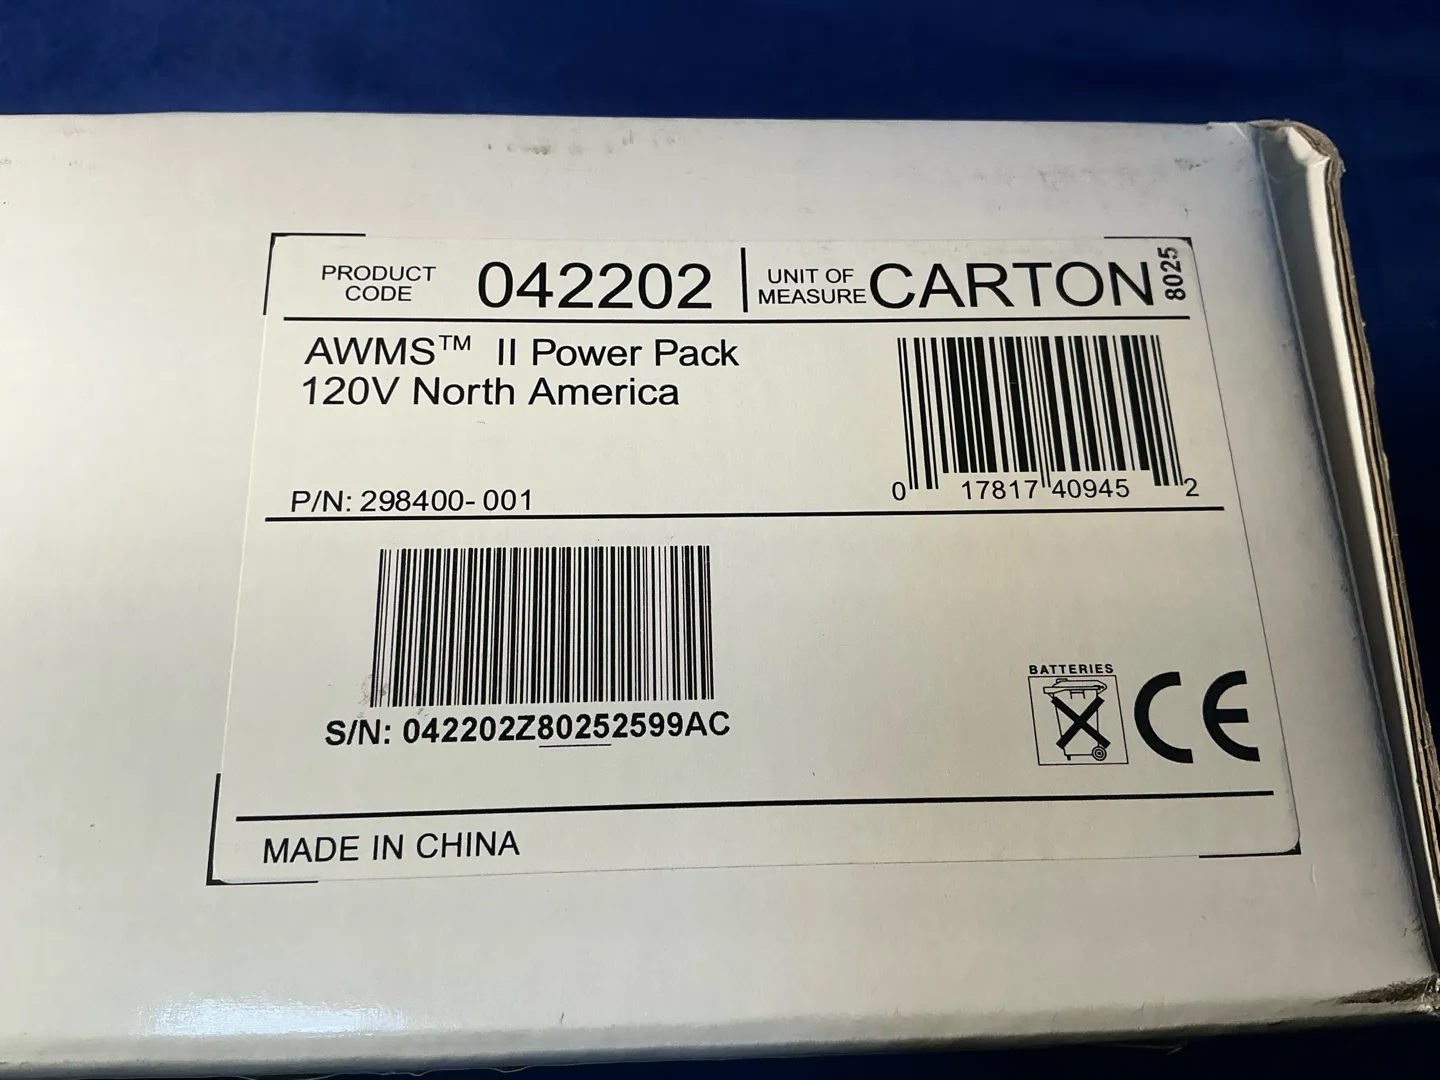 PRODUCT CODE 042202 UNIT OF MEASURE CARTON 8025
AWMS™ II Power Pack
120V North America
P/N: 298400-001
0 17817 40945 2
S/N: 042202Z80252599AC
BATTERIES
CE
MADE IN CHINA